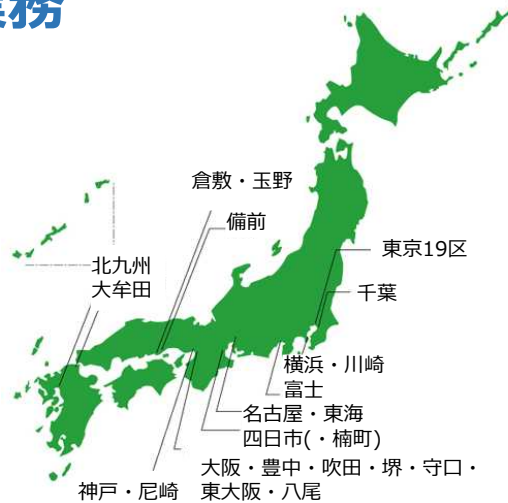 業務
倉敷・玉野
備前
東京19区
北九州
大牟田
千葉
横浜・川崎
富士
名古屋・東海
四日市(・楠町)
大阪・豊中・吹田・堺・守口・
東大阪・八尾
神戸・尼崎